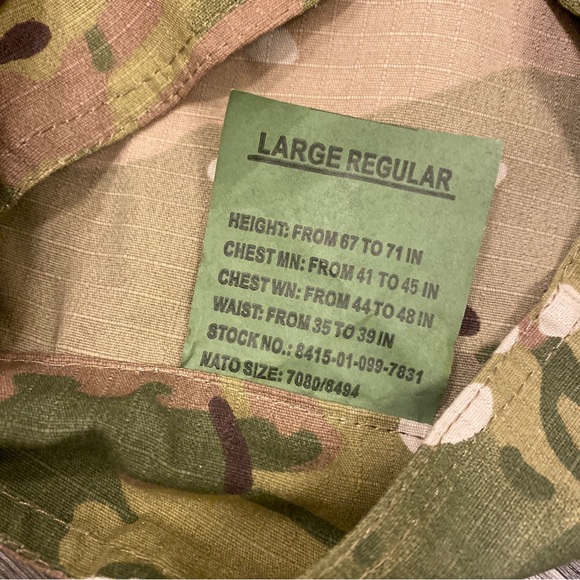 LARGE REGULAR
HEIGHT: FROM 67 TO 71 IN
CHEST MN: FROM 41 TO 45 IN
CHEST WN: FROM 44 TO 48 IN
WAIST: FROM 35 TO 39 IN
STOCK NO.: 8415-01-099-7831
NATO SIZE: 7080/8494